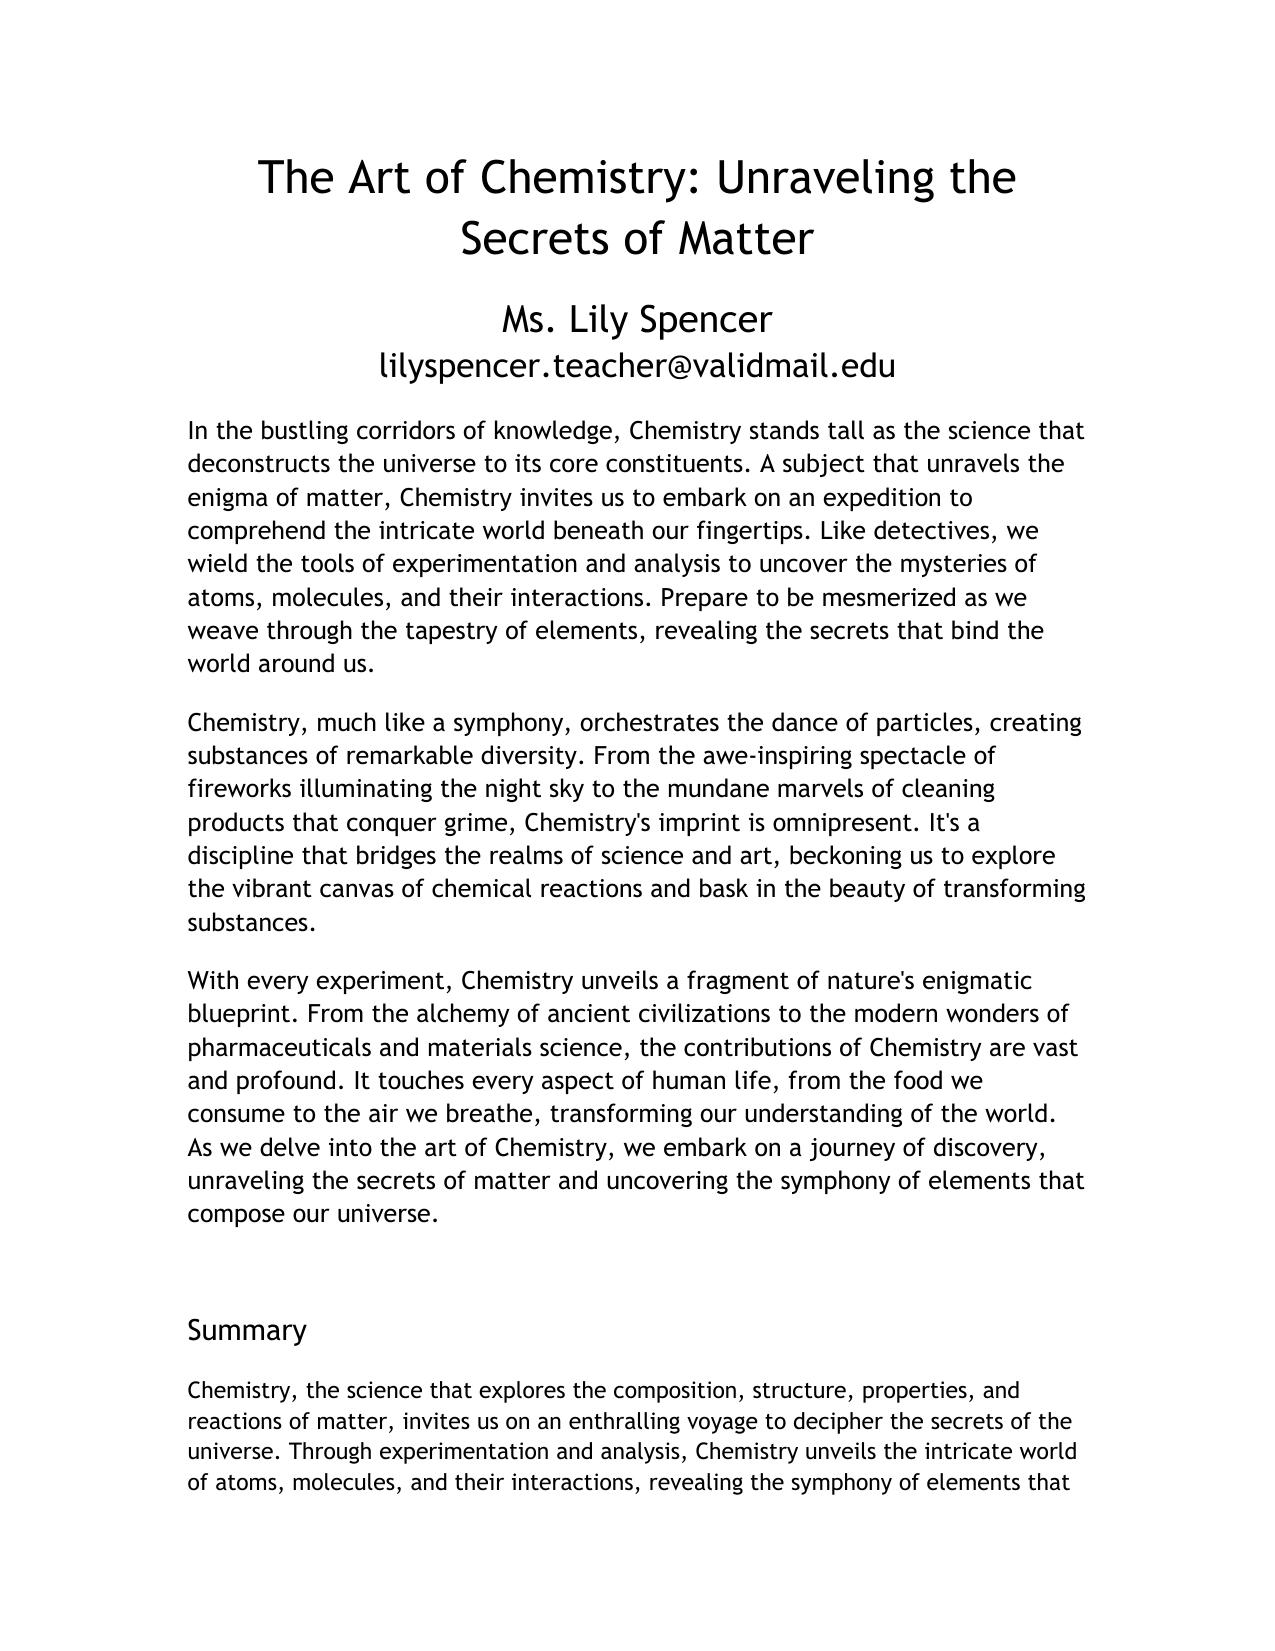 The Art of Chemistry: Unraveling the
Secrets of Matter
Ms. Lily Spencer
lilyspencer.teacher@validmail.edu
In the bustling corridors of knowledge, Chemistry stands tall as the science that
deconstructs the universe to its core constituents. A subject that unravels the
enigma of matter, Chemistry invites us to embark on an expedition to
comprehend the intricate world beneath our fingertips. Like detectives, we
wield the tools of experimentation and analysis to uncover the mysteries of
atoms, molecules, and their interactions. Prepare to be mesmerized as we
weave through the tapestry of elements, revealing the secrets that bind the
world around us.
Chemistry, much like a symphony, orchestrates the dance of particles, creating
substances of remarkable diversity. From the awe-inspiring spectacle of
fireworks illuminating the night sky to the mundane marvels of cleaning
products that conquer grime, Chemistry's imprint is omnipresent. It's a
discipline that bridges the realms of science and art, beckoning us to explore
the vibrant canvas of chemical reactions and bask in the beauty of transforming
substances.
With every experiment, Chemistry unveils a fragment of nature's enigmatic
blueprint. From the alchemy of ancient civilizations to the modern wonders of
pharmaceuticals and materials science, the contributions of Chemistry are vast
and profound. It touches every aspect of human life, from the food we
consume to the air we breathe, transforming our understanding of the world.
As we delve into the art of Chemistry, we embark on a journey of discovery,
unraveling the secrets of matter and uncovering the symphony of elements that
compose our universe.
Summary
Chemistry, the science that explores the composition, structure, properties, and
reactions of matter, invites us on an enthralling voyage to decipher the secrets of the
universe. Through experimentation and analysis, Chemistry unveils the intricate world
of atoms, molecules, and their interactions, revealing the symphony of elements that